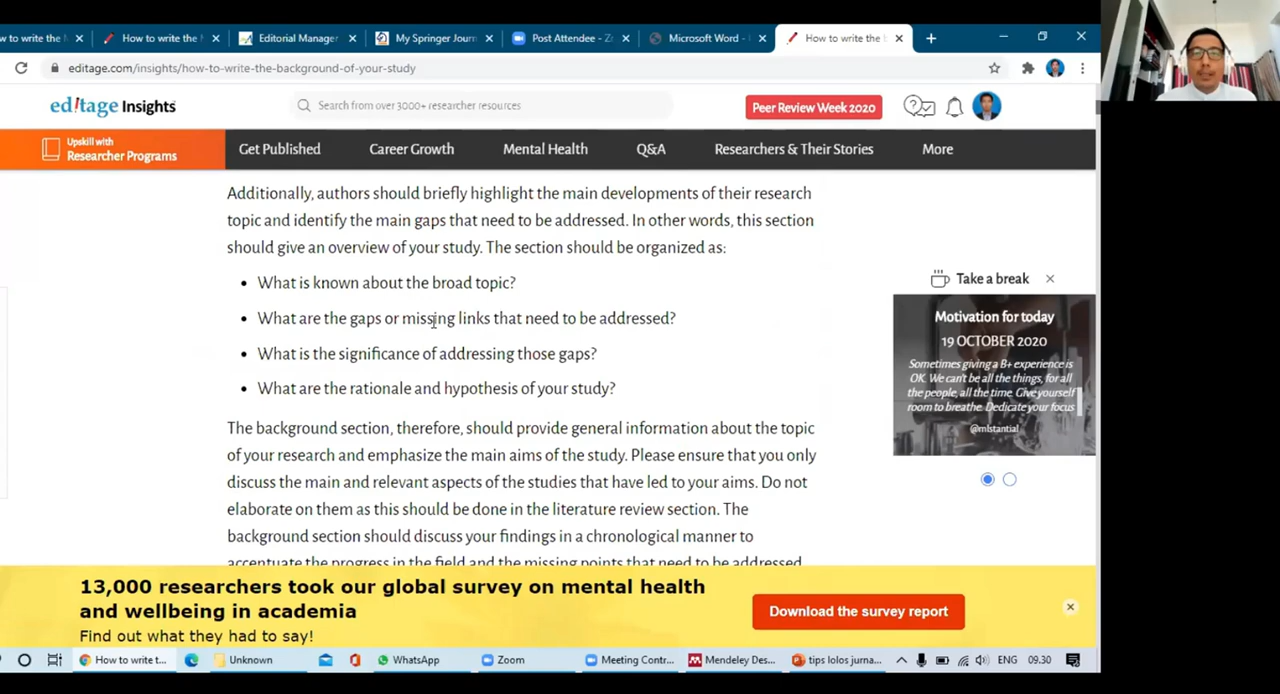 How to write the
Editorial Manager
My Springer Journ
Post Attendee - Z
Microsoft Word -
How to write the
editage.com/insights/how-to-write-the-background-of-your-study
editage Insights
Search from over 3000+ researcher resources
Peer Review Week 2020
Upskill with
Researcher Programs
Get Published
Career Growth
Mental Health
Q&A
Researchers & Their Stories
More
Additionally, authors should briefly highlight the main developments of their research
topic and identify the main gaps that need to be addressed. In other words, this section
should give an overview of your study. The section should be organized as:
• What is known about the broad topic?
• What are the gaps or missing links that need to be addressed?
• What is the significance of addressing those gaps?
• What are the rationale and hypothesis of your study?
The background section, therefore, should provide general information about the topic
of your research and emphasize the main aims of the study. Please ensure that you only
discuss the main and relevant aspects of the studies that have led to your aims. Do not
elaborate on them as this should be done in the literature review section. The
background section should discuss your findings in a chronological manner to
accentuate the progress in the field and the missing points that need to be addressed.
Take a break
Motivation for today
19 OCTOBER 2020
Sometimes giving a B+ experience is
OK. We can't be all the things, for all
the people, all the time. Give yourself
room to breathe. Dedicate your focus
@mlstantial
13,000 researchers took our global survey on mental health
and wellbeing in academia
Find out what they had to say!
Download the survey report
How to write t...
Unknown
WhatsApp
Zoom
Meeting Contr...
Mendeley Des...
tips lolos jurna...
ENG
09.30